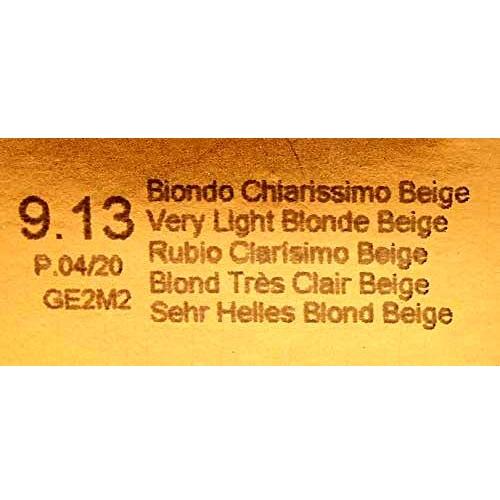 9.13
P.04/20
GE2M2
Biondo Chiarissimo Beige
Very Light Blonde Beige
Rubio Clarísimo Beige
Blond Très Clair Beige
Sehr Helles Blond Beige